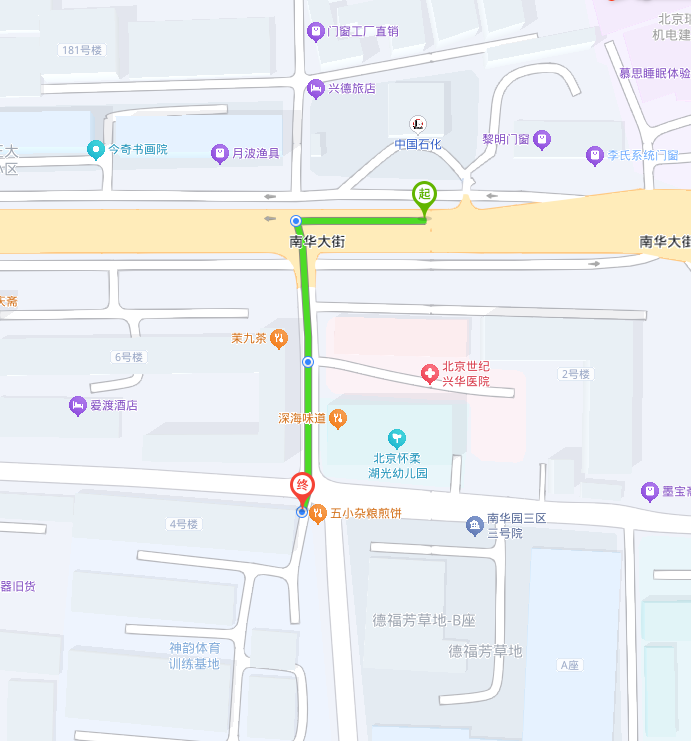 北京瑞
机电建
门窗工厂直销
181号楼
慕思睡眠体验
兴德旅店
中国石化
黎明门窗
李氏系统门窗
今奇书画院
月波渔具
小区
起
南华大街
南华大街
茉九茶
6号楼
北京世纪
兴华医院
2号楼
爱渡酒店
深海味道
北京怀柔
湖光幼儿园
终
墨宝斋
4号楼
五小杂粮煎饼
南华园三区
三号院
器旧货
德福芳草地-B座
德福芳草地
神韵体育
训练基地
A座